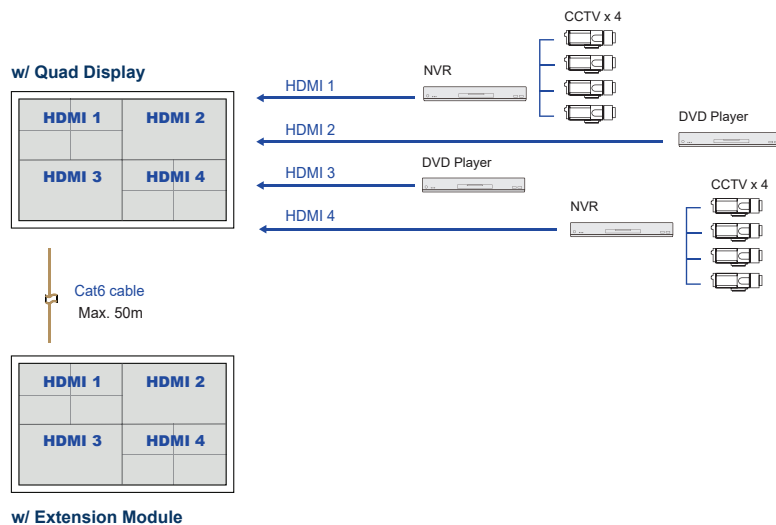 CCTV x 4
w/ Quad Display
NVR
HDMI 1
HDMI 1
HDMI 2
HDMI 2
DVD Player
HDMI 3
HDMI 4
HDMI 3
DVD Player
HDMI 4
NVR
CCTV x 4
Cat6 cable
Max. 50m
HDMI 1
HDMI 2
HDMI 3
HDMI 4
w/ Extension Module